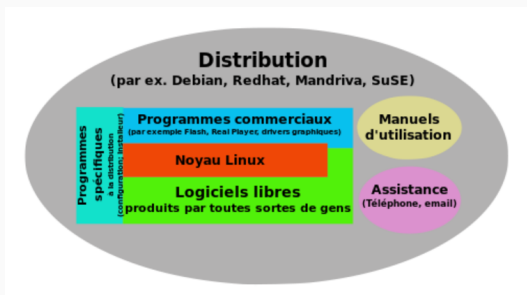 Distribution
(par ex. Debian, Redhat, Mandriva, SuSE)
Programmes
spécifiques
à la distribution
(configuration; installeur)
Programmes commerciaux
(par exemple Flash, Real Player, drivers graphiques)
Noyau Linux
Logiciels libres
produits par toutes sortes de gens
Manuels
d'utilisation
Assistance
(Téléphone, email)